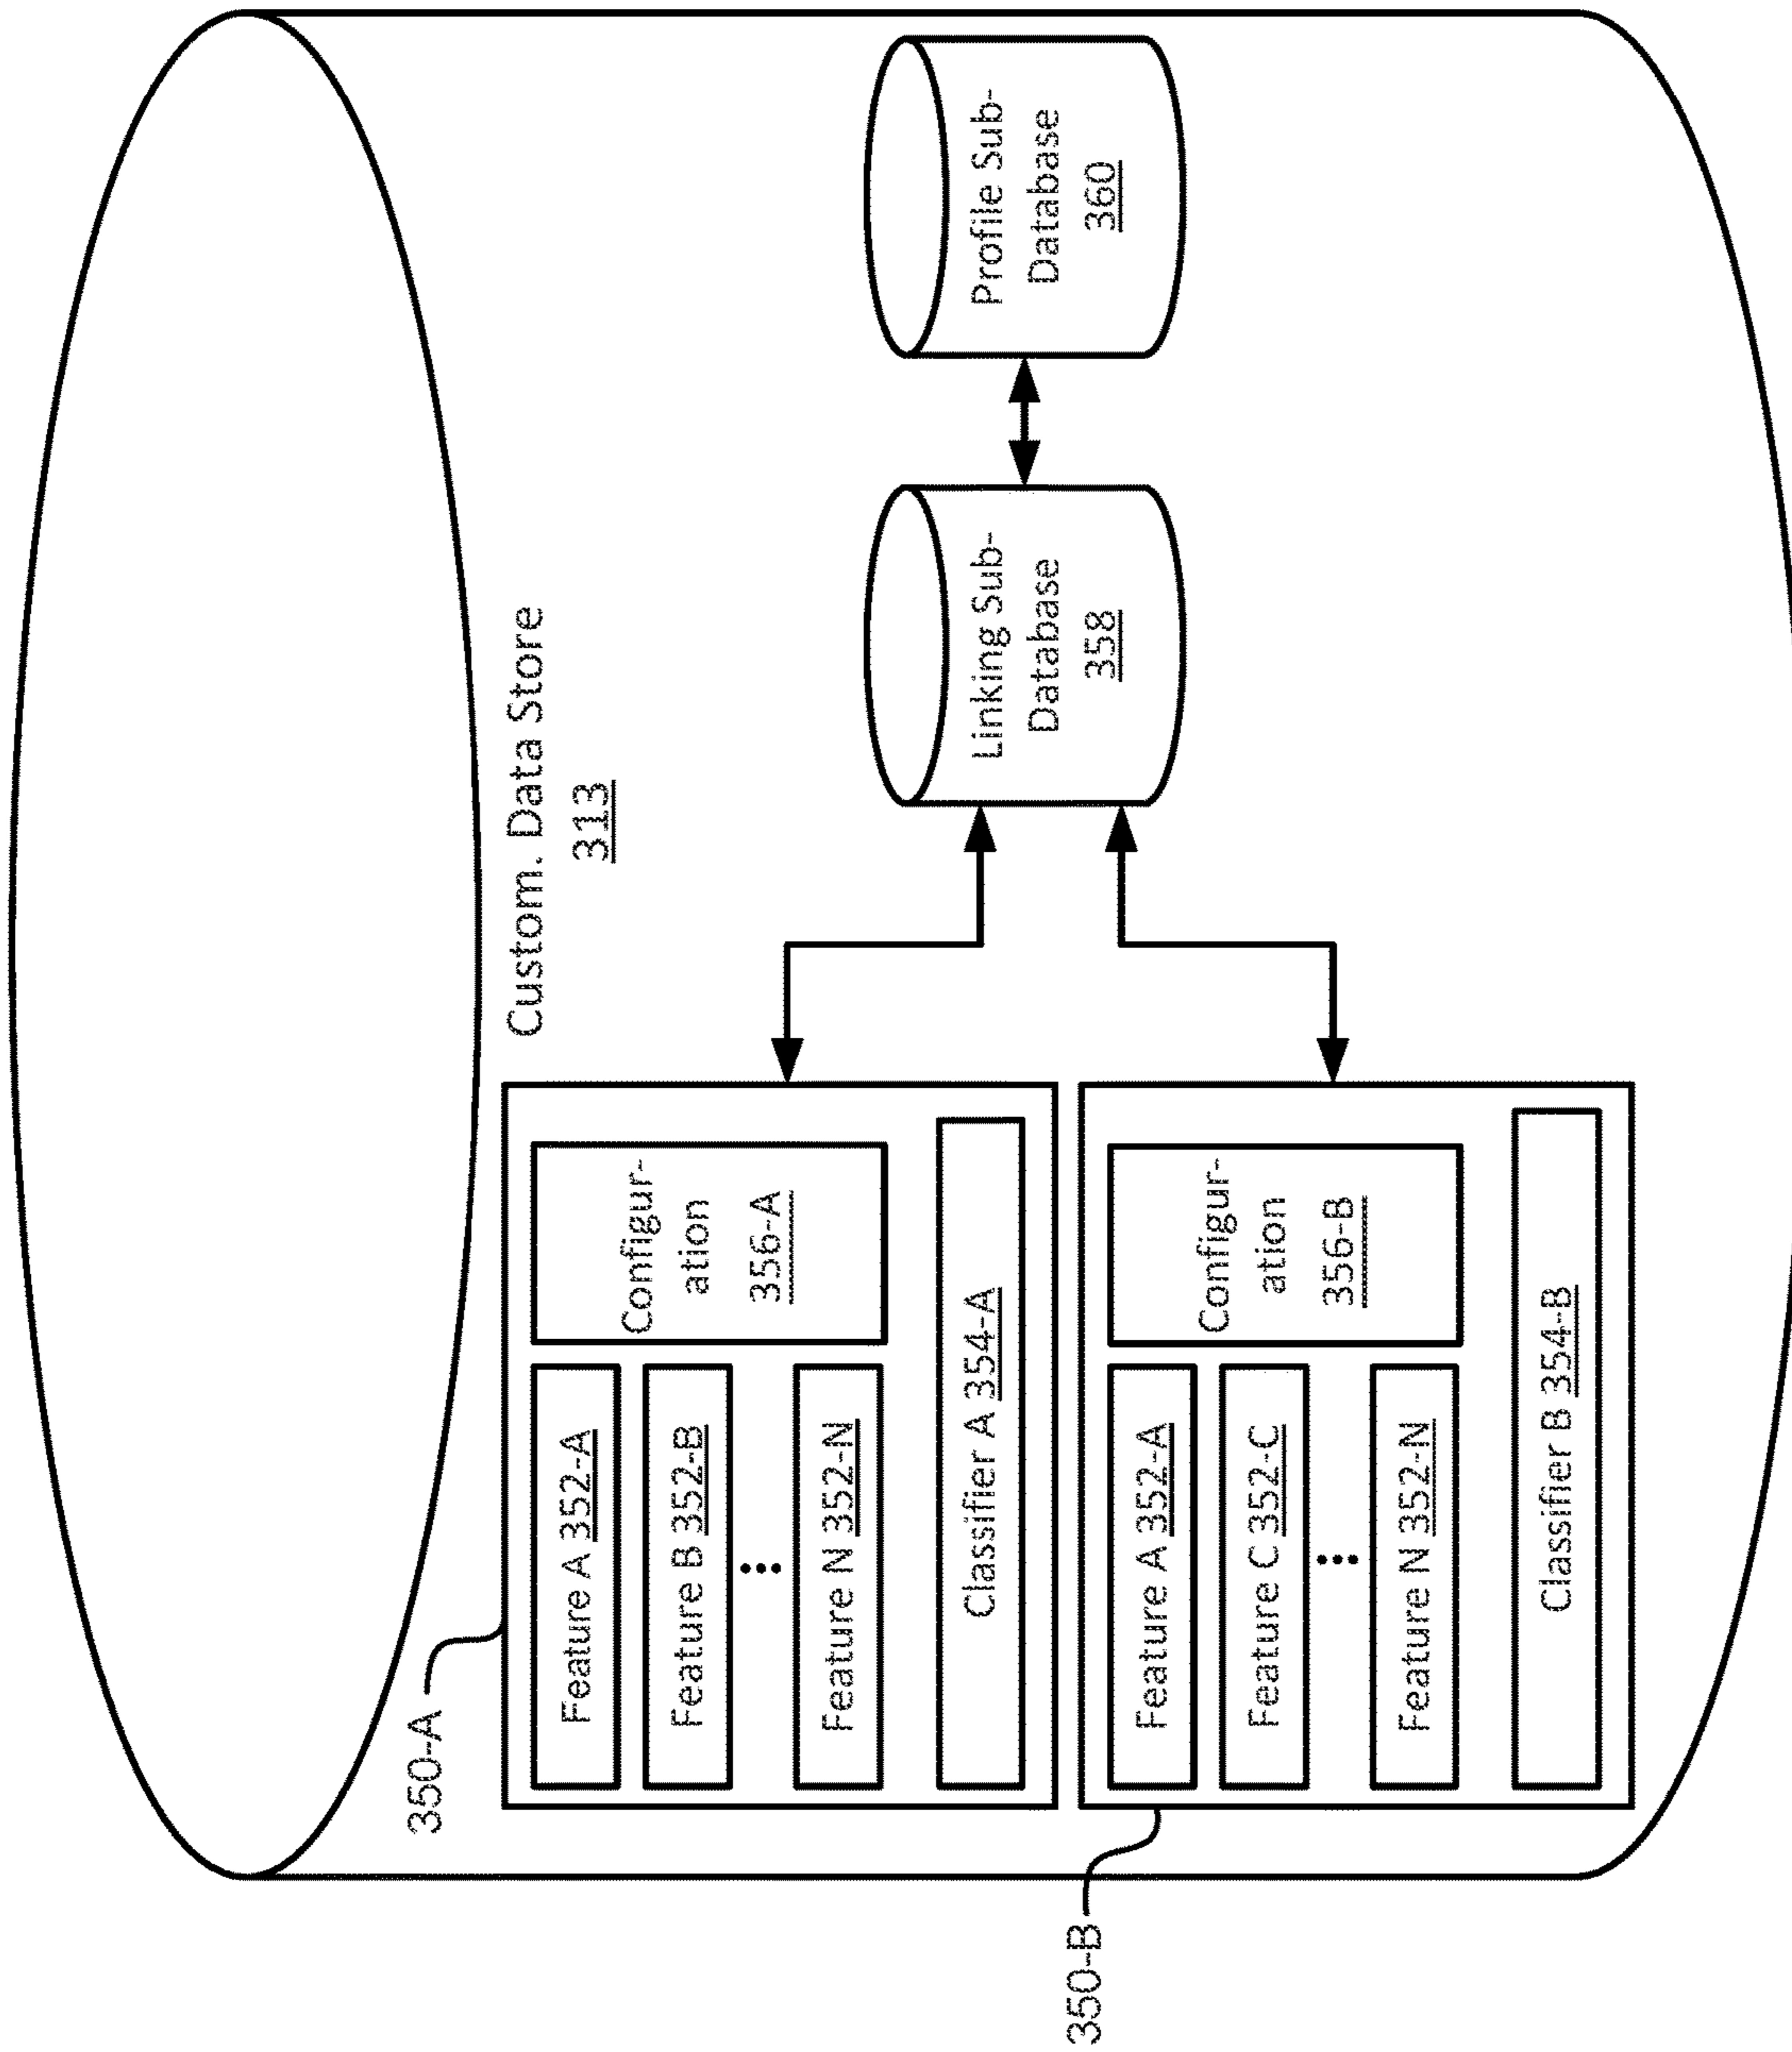 Custom. Data Store
313
350-A
Feature A 352-A
Feature B 352-B
Feature N 352-N
Configur-
ation
356-A
Classifier A 354-A
350-B
Feature A 352-A
Feature C 352-C
Feature N 352-N
Configur-
ation
356-B
Classifier B 354-B
Linking Sub-
Database
358
Profile Sub-
Database
360